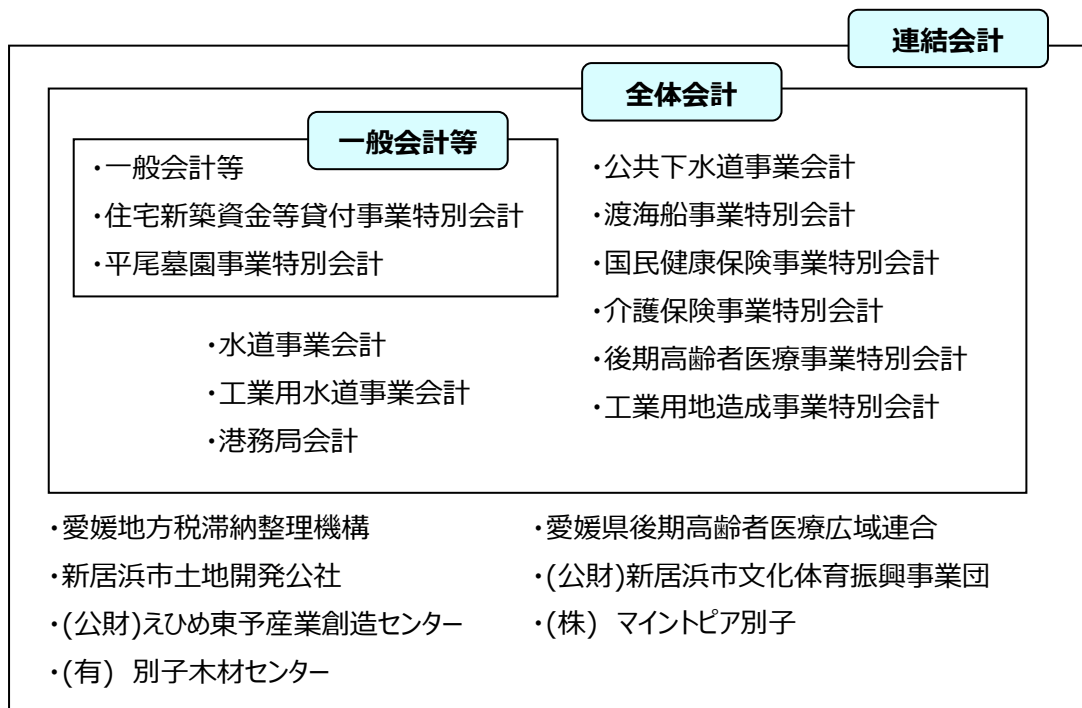 連結会計
全体会計
一般会計等
・一般会計等
・住宅新築資金等貸付事業特別会計
・平尾墓園事業特別会計
・水道事業会計
・工業用水道事業会計
・港務局会計
・公共下水道事業会計
・渡海船事業特別会計
・国民健康保険事業特別会計
・介護保険事業特別会計
・後期高齢者医療事業特別会計
・工業用地造成事業特別会計
・愛媛地方税滞納整理機構
・新居浜市土地開発公社
・(公財)えひめ東予産業創造センター
・(有) 別子木材センター
・愛媛県後期高齢者医療広域連合
・(公財)新居浜市文化体育振興事業団
・(株) マイントピア別子